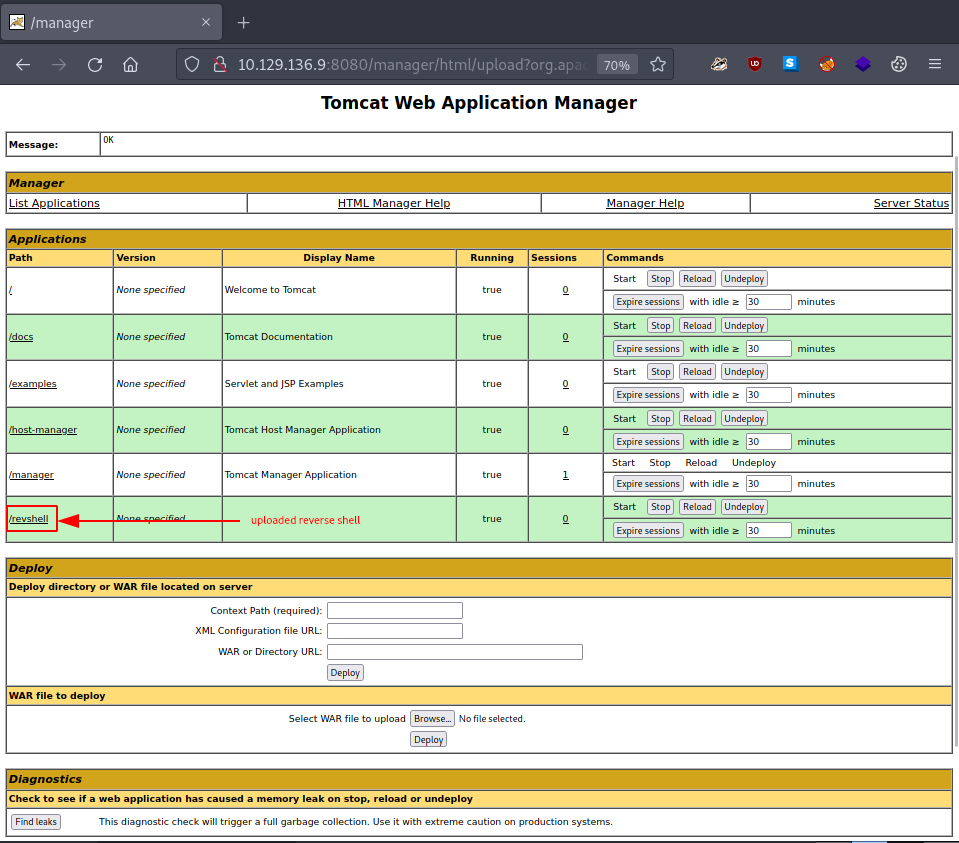 /manager
10.129.136.9:8080/manager/html/upload?org.apac 70%
Tomcat Web Application Manager
Message: OK
Manager
List Applications HTML Manager Help Manager Help Server Status
Applications
Path Version Display Name Running Sessions Commands
/ None specified Welcome to Tomcat true 0 Start Stop Reload Undeploy
Expire sessions with idle ≥ 30 minutes
/docs None specified Tomcat Documentation true 0 Start Stop Reload Undeploy
Expire sessions with idle ≥ 30 minutes
/examples None specified Servlet and JSP Examples true 0 Start Stop Reload Undeploy
Expire sessions with idle ≥ 30 minutes
/host-manager None specified Tomcat Host Manager Application true 0 Start Stop Reload Undeploy
Expire sessions with idle ≥ 30 minutes
/manager None specified Tomcat Manager Application true 1 Start Stop Reload Undeploy
Expire sessions with idle ≥ 30 minutes
/revshell None specified uploaded reverse shell true 0 Start Stop Reload Undeploy
Expire sessions with idle ≥ 30 minutes
Deploy
Deploy directory or WAR file located on server
Context Path (required):
XML Configuration file URL:
WAR or Directory URL:
Deploy
WAR file to deploy
Select WAR file to upload Browse... No file selected.
Deploy
Diagnostics
Check to see if a web application has caused a memory leak on stop, reload or undeploy
Find leaks This diagnostic check will trigger a full garbage collection. Use it with extreme caution on production systems.